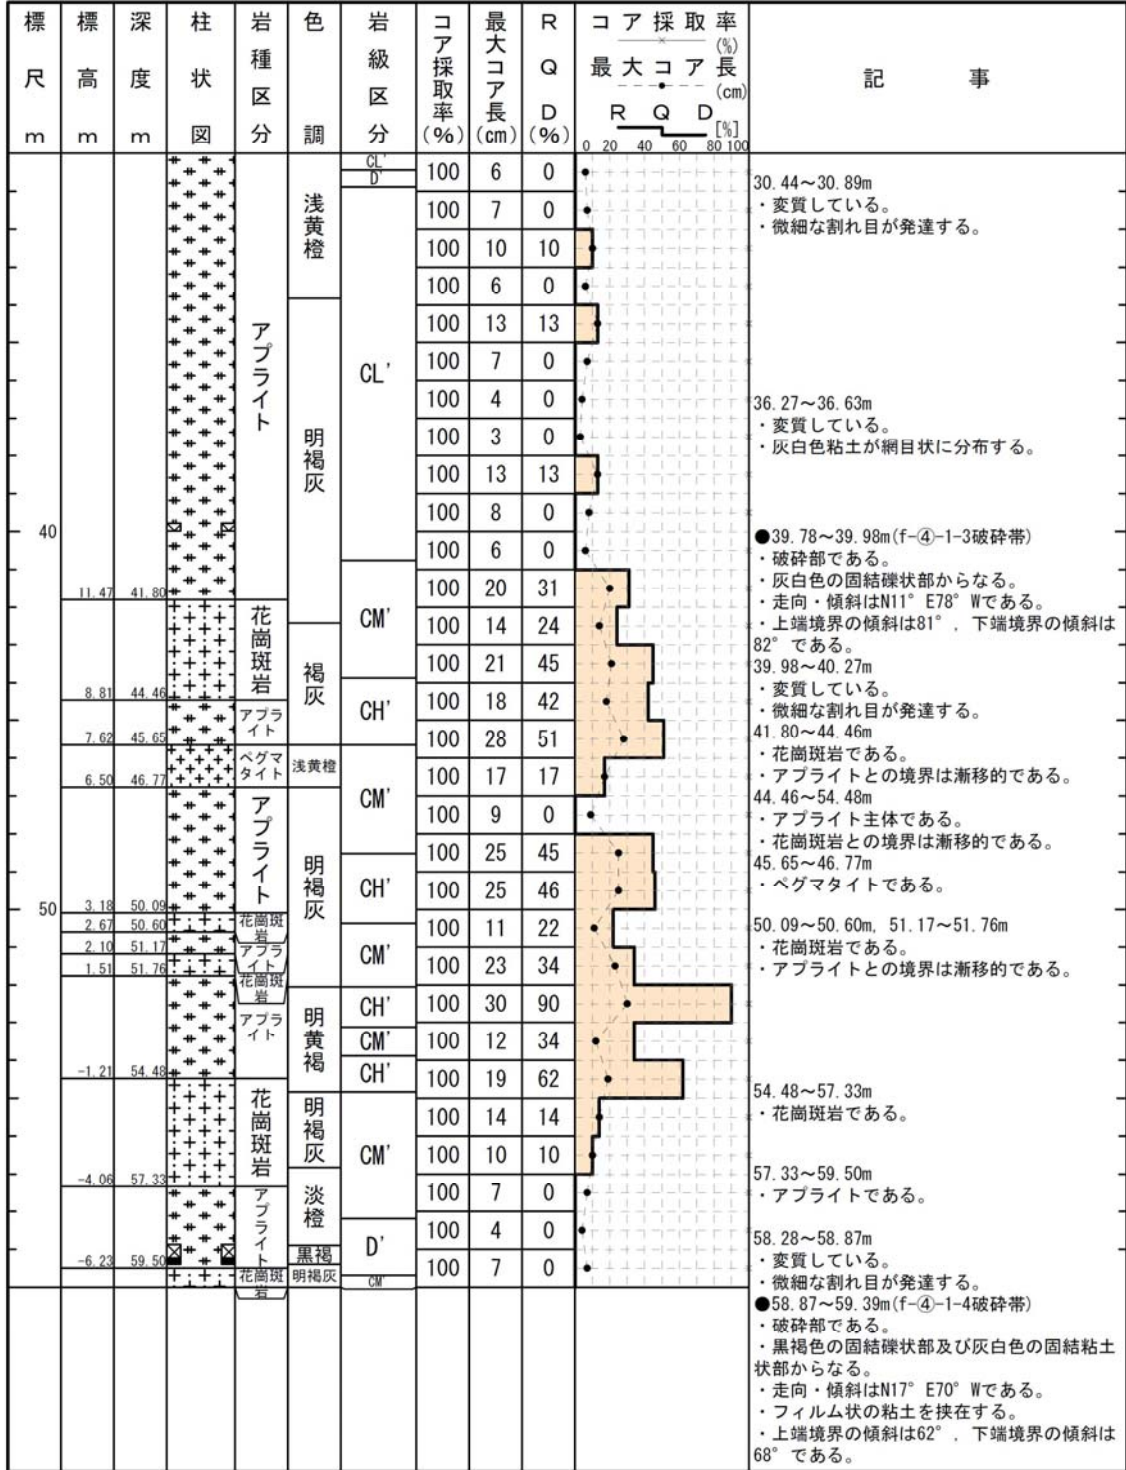 標尺 m
標高 m
深度 m
柱状図
岩種区分
色調
岩級区分
コア採取率 (%)
最大コア長 (cm)
RQD (%)
コア採取率 (%)
最大コア長 (cm)
RQD [%]
0 20 40 60 80 100
記事
40
50
11.47 41.80
8.81 44.46
7.62 45.65
6.50 46.77
3.18 50.09
2.67 50.60
2.10 51.17
1.51 51.76
-1.21 54.48
-4.06 57.33
-6.23 59.50
アプライト
花崗斑岩
アプライト
ペグマタイト
アプライト
花崗斑岩
アプライト
花崗斑岩
アプライト
花崗斑岩
アプライト
花崗斑岩
浅黄橙
明褐灰
褐灰
浅黄橙
明褐灰
明黄褐
明褐灰
淡橙
黒褐
明褐灰
CL'
D'
CL'
CM'
CH'
CM'
CH'
CM'
CH'
CM'
CH'
CM'
D'
CM'
100 6 0
100 7 0
100 10 10
100 6 0
100 13 13
100 7 0
100 4 0
100 3 0
100 13 13
100 8 0
100 6 0
100 20 31
100 14 24
100 21 45
100 18 42
100 28 51
100 17 17
100 9 0
100 25 45
100 25 46
100 11 22
100 23 34
100 30 90
100 12 34
100 19 62
100 14 14
100 10 10
100 7 0
100 4 0
100 7 0
30.44～30.89m
・変質している。
・微細な割れ目が発達する。
36.27～36.63m
・変質している。
・灰白色粘土が網目状に分布する。
●39.78～39.98m(f-④-1-3破砕帯)
・破砕部である。
・灰白色の固結礫状部からなる。
・走向・傾斜はN11°E78°Wである。
・上端境界の傾斜は81°，下端境界の傾斜は
82°である。
39.98～40.27m
・変質している。
・微細な割れ目が発達する。
41.80～44.46m
・花崗斑岩である。
・アプライトとの境界は漸移的である。
44.46～54.48m
・アプライト主体である。
・花崗斑岩との境界は漸移的である。
45.65～46.77m
・ペグマタイトである。
50.09～50.60m, 51.17～51.76m
・花崗斑岩である。
・アプライトとの境界は漸移的である。
54.48～57.33m
・花崗斑岩である。
57.33～59.50m
・アプライトである。
58.28～58.87m
・変質している。
・微細な割れ目が発達する。
●58.87～59.39m(f-④-1-4破砕帯)
・破砕部である。
・黒褐色の固結礫状部及び灰白色の固結粘土
状部からなる。
・走向・傾斜はN17°E70°Wである。
・フィルム状の粘土を挟在する。
・上端境界の傾斜は62°，下端境界の傾斜は
68°である。